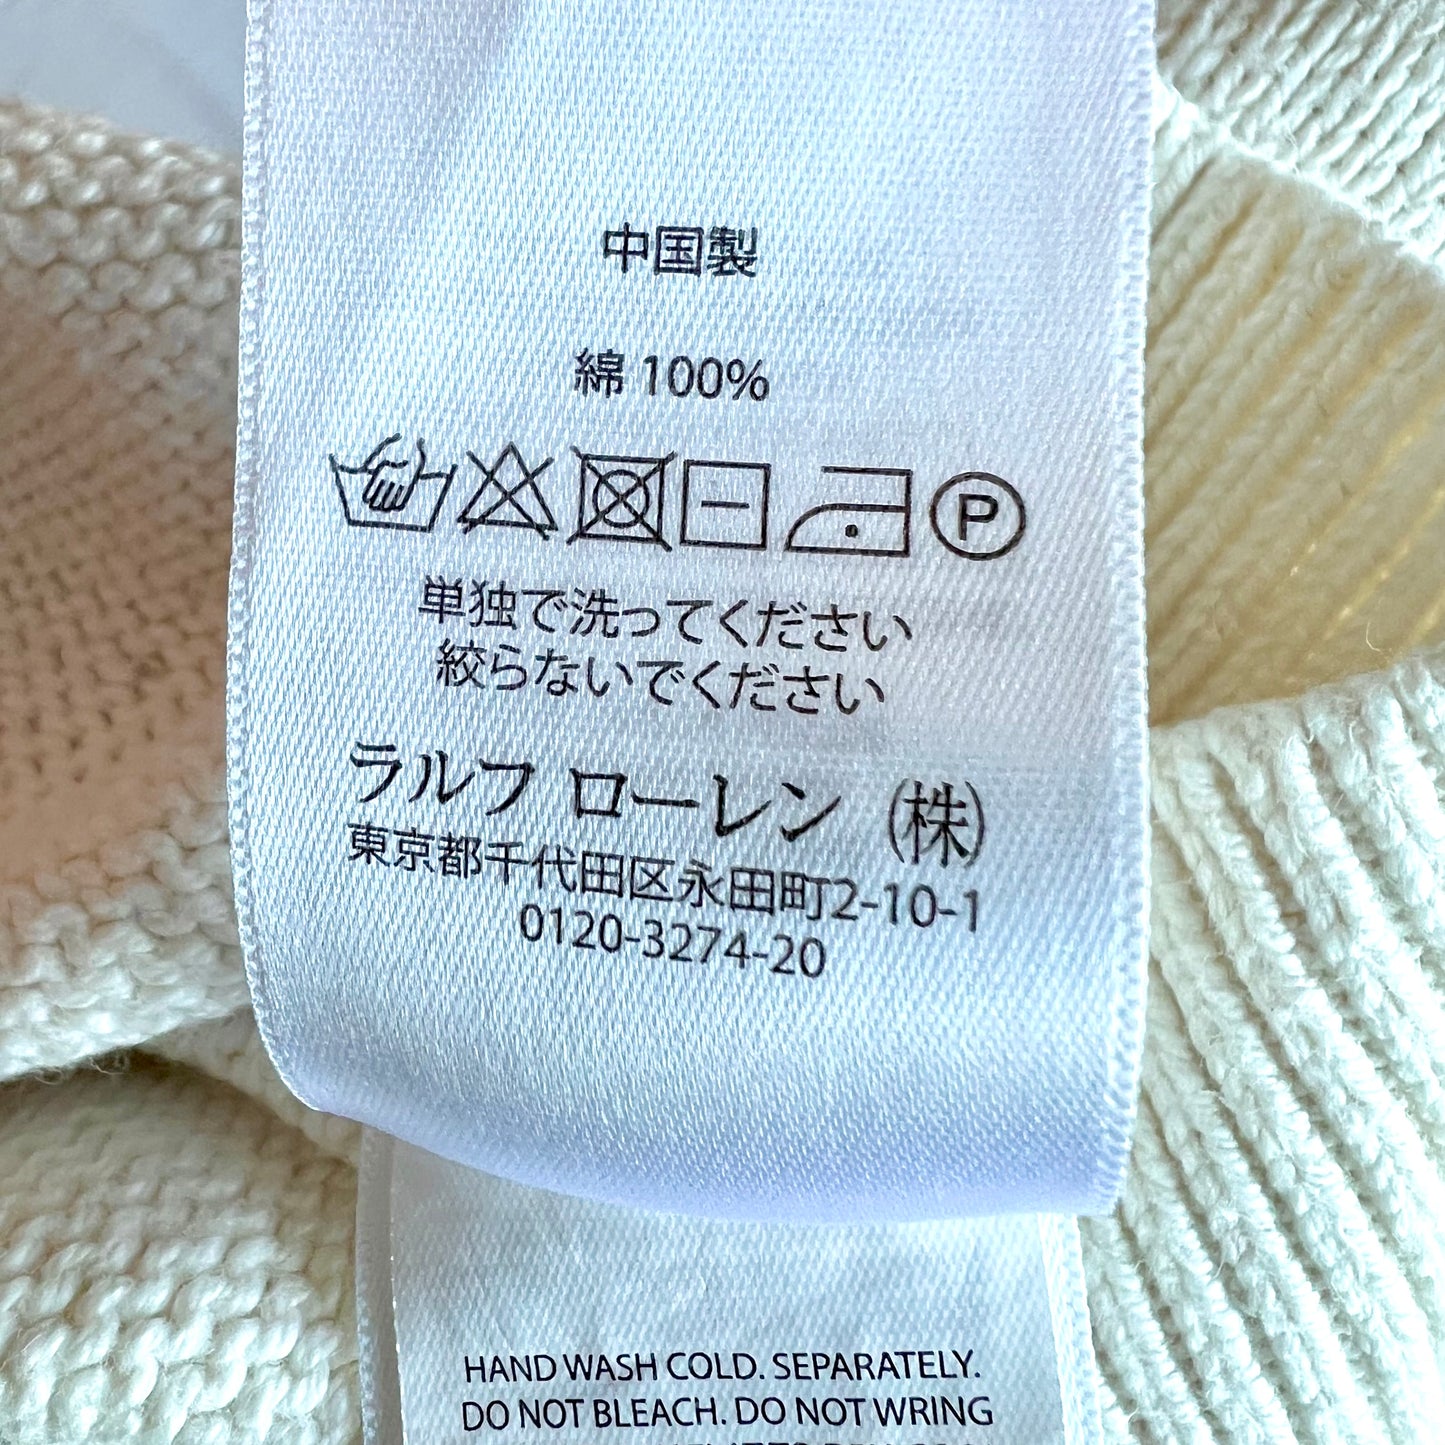 中国製
綿 100%
P
単独で洗ってください
絞らないでください
ラルフ ローレン (株)
東京都千代田区永田町2-10-1
0120-3274-20
HAND WASH COLD. SEPARATELY.
DO NOT BLEACH. DO NOT WRING